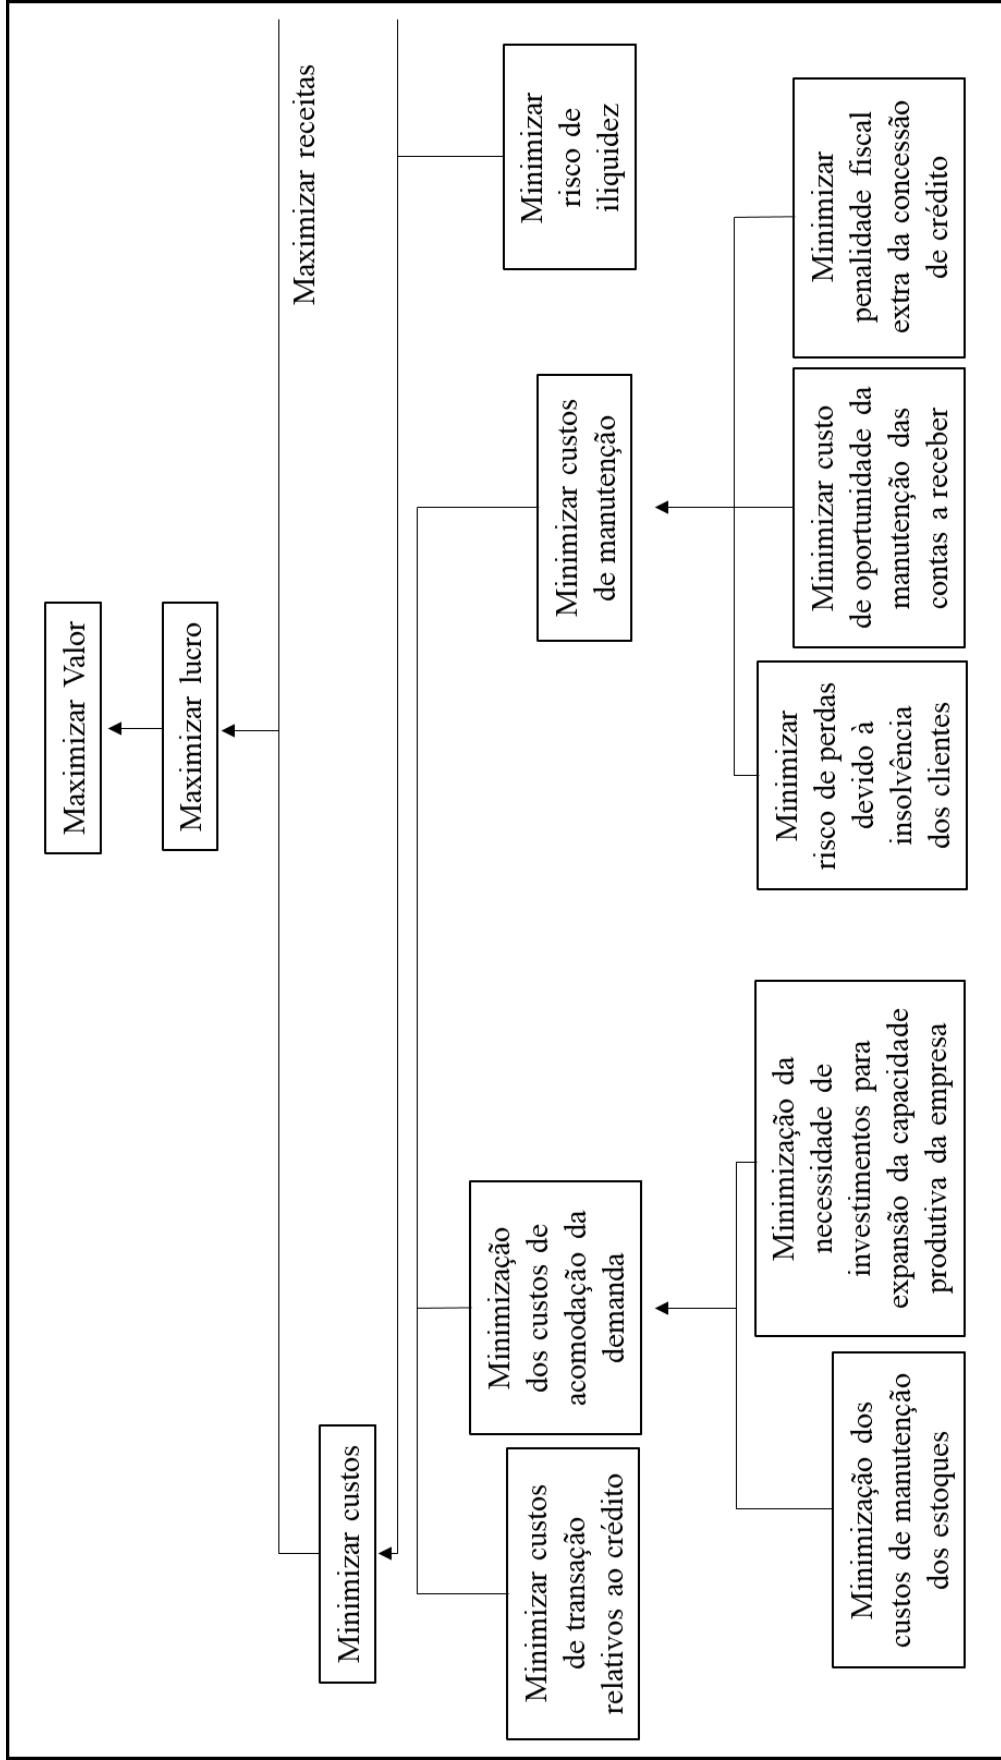 Maximizar Valor
Maximizar lucro
Maximizar receitas
Minimizar custos
Minimizar custos
de transação
relativos ao crédito
Minimização
dos custos de
acomodação da
demanda
Minimizar custos
de manutenção
Minimizar
risco de
iliquidez
Minimização dos
custos de manutenção
dos estoques
Minimização da
necessidade de
investimentos para
expansão da capacidade
produtiva da empresa
Minimizar
risco de perdas
devido à
insolvência
dos clientes
Minimizar custo
de oportunidade da
manutenção das
contas a receber
Minimizar
penalidade fiscal
extra da concessão
de crédito